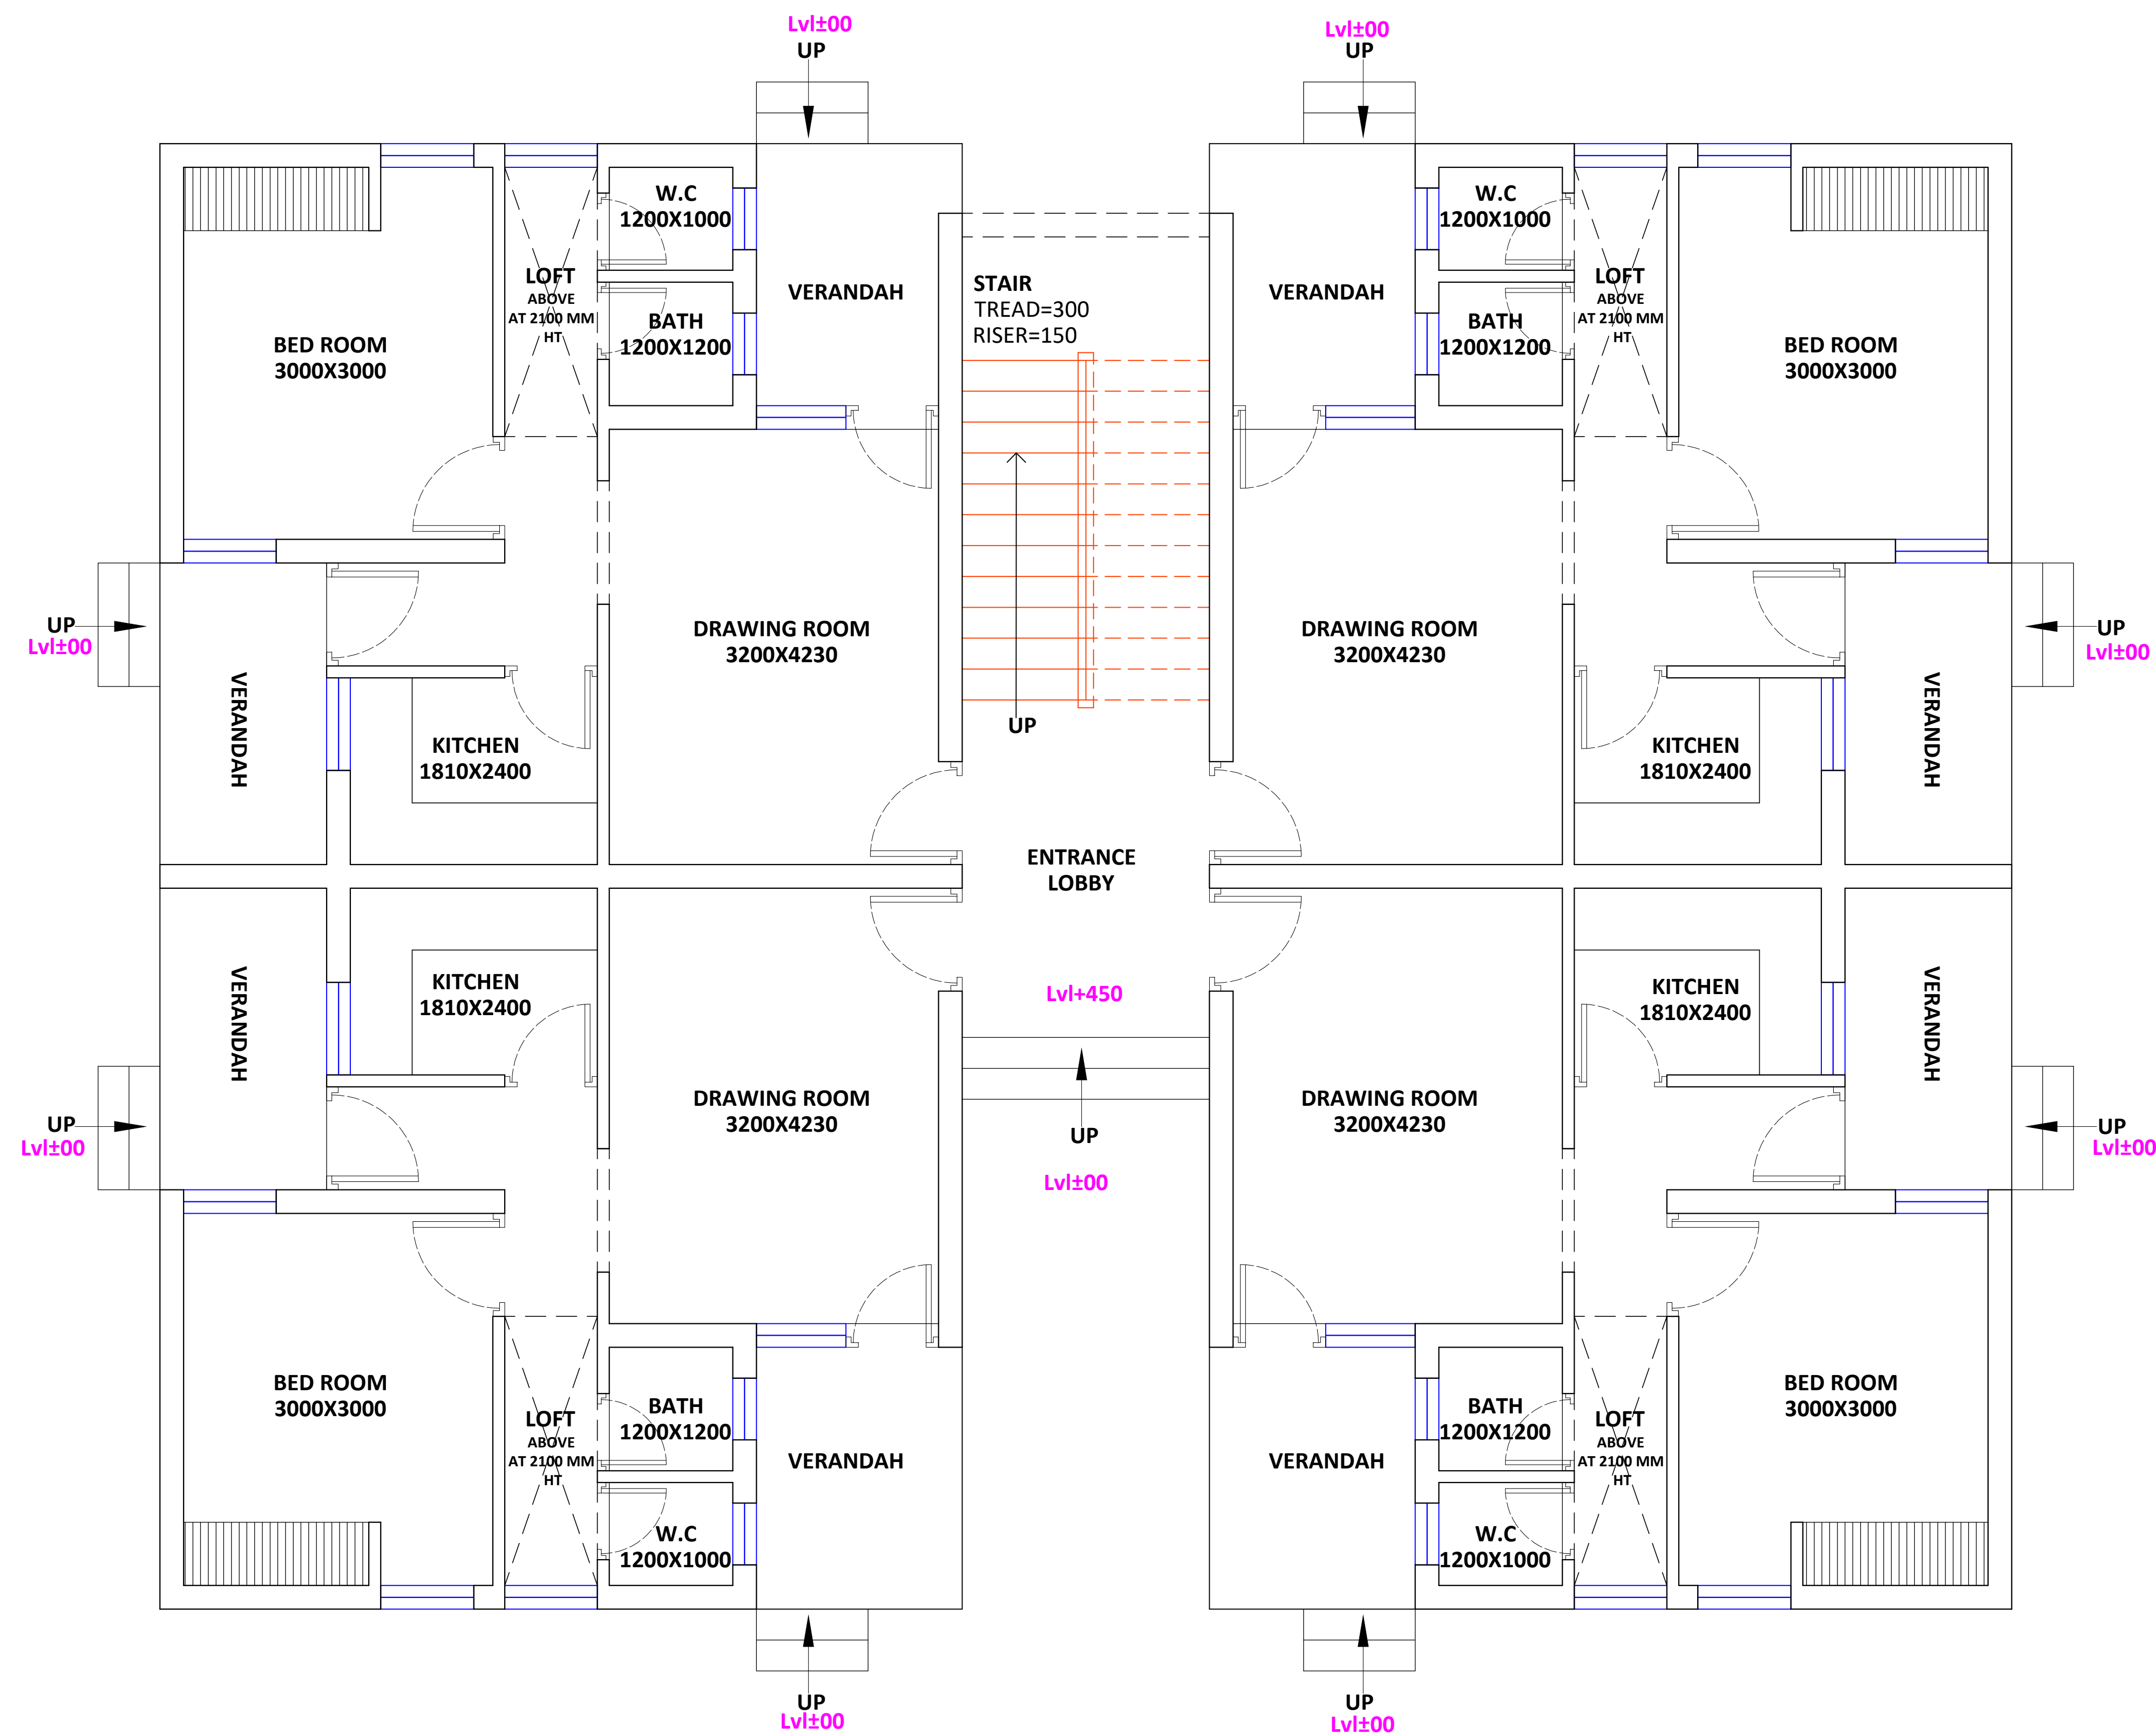 Lvl±00
UP
Lvl±00
UP
W.C
1200X1000
W.C
1200X1000
LOFT
ABOVE
AT 2100 MM
HT
BATH
1200X1200
VERANDAH
STAIR
TREAD=300
RISER=150
VERANDAH
BATH
1200X1200
LOFT
ABOVE
AT 2100 MM
HT
BED ROOM
3000X3000
BED ROOM
3000X3000
UP
Lvl±00
DRAWING ROOM
3200X4230
DRAWING ROOM
3200X4230
UP
Lvl±00
VERANDAH
KITCHEN
1810X2400
UP
KITCHEN
1810X2400
VERANDAH
ENTRANCE
LOBBY
VERANDAH
KITCHEN
1810X2400
Lvl+450
KITCHEN
1810X2400
VERANDAH
UP
Lvl±00
DRAWING ROOM
3200X4230
UP
Lvl±00
DRAWING ROOM
3200X4230
UP
Lvl±00
BED ROOM
3000X3000
LOFT
ABOVE
AT 2100 MM
HT
BATH
1200X1200
VERANDAH
VERANDAH
BATH
1200X1200
LOFT
ABOVE
AT 2100 MM
HT
BED ROOM
3000X3000
W.C
1200X1000
W.C
1200X1000
UP
Lvl±00
UP
Lvl±00